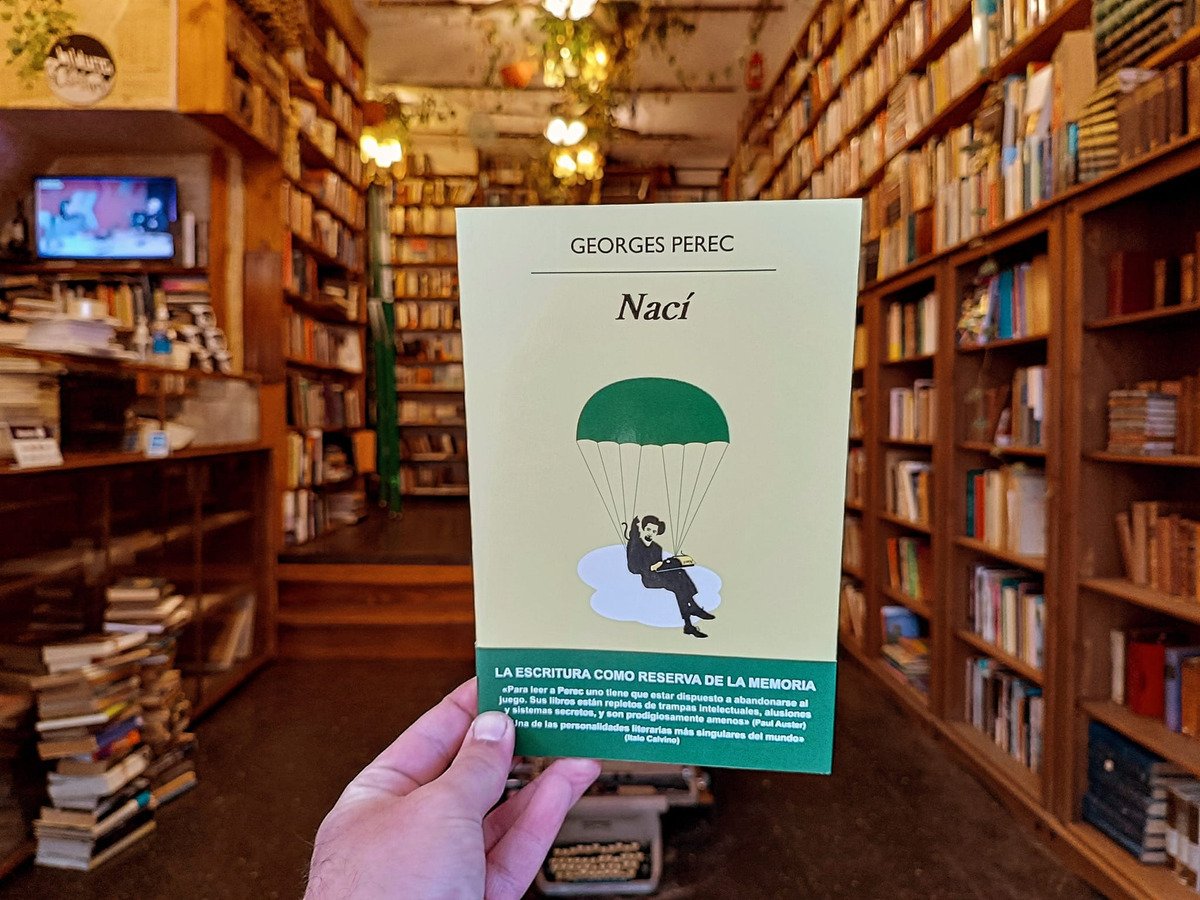 GEORGES PEREC
Nací
LA ESCRITURA COMO RESERVA DE LA MEMORIA
«Para leer a Perec uno tiene que estar dispuesto a abandonarse al
juego. Sus libros están repletos de trampas intelectuales, alusiones
y sistemas secretos, y son prodigiosamente amenos» (Paul Auster)
Una de las personalidades literarias más singulares del mundo»
(Italo Calvino)